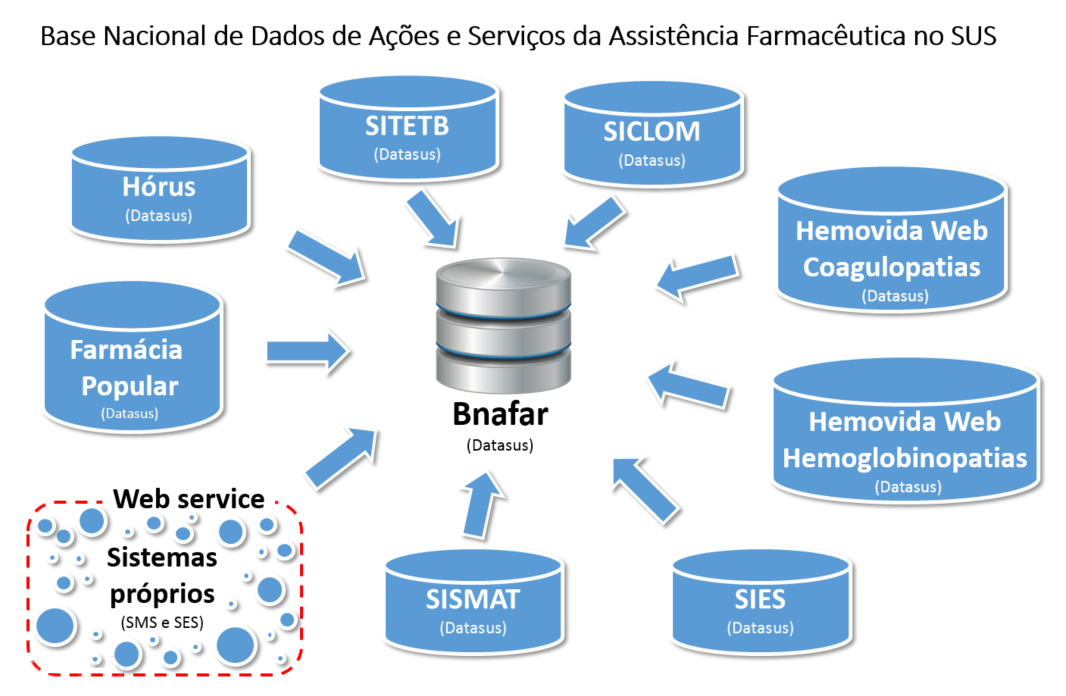 Base Nacional de Dados de Ações e Serviços da Assistência Farmacêutica no SUS
SITETB
(Datasus)
SICLOM
(Datasus)
Hórus
(Datasus)
Hemovida Web
Coagulopatias
(Datasus)
Farmácia
Popular
(Datasus)
Bnafar
(Datasus)
Hemovida Web
Hemoglobinopatias
(Datasus)
Web service
Sistemas
próprios
(SMS e SES)
SISMAT
(Datasus)
SIES
(Datasus)